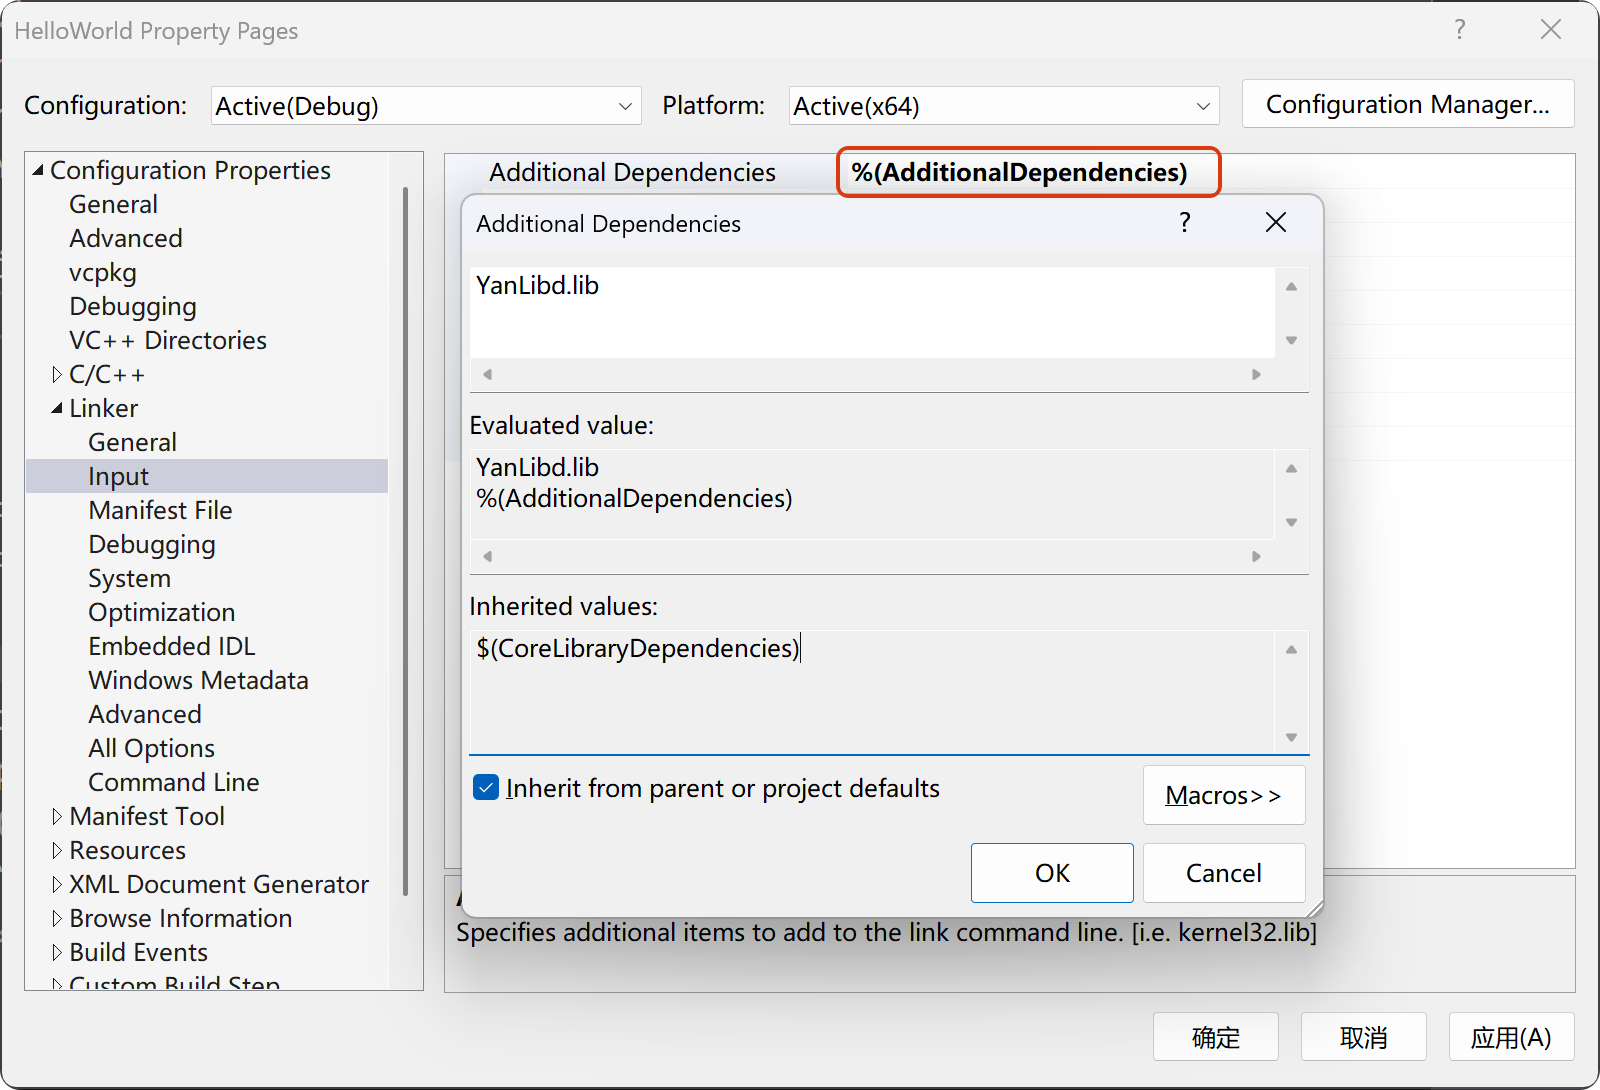 HelloWorld Property Pages
?
Configuration: Active(Debug) Platform: Active(x64) Configuration Manager...
Configuration Properties
General
Advanced
vcpkg
Debugging
VC++ Directories
C/C++
Linker
General
Input
Manifest File
Debugging
System
Optimization
Embedded IDL
Windows Metadata
Advanced
All Options
Command Line
Manifest Tool
Resources
XML Document Generator
Browse Information
Build Events
Custom Build Step
Additional Dependencies %(AdditionalDependencies)
Additional Dependencies ?
YanLibd.lib
Evaluated value:
YanLibd.lib
%(AdditionalDependencies)
Inherited values:
$(CoreLibraryDependencies)
Inherit from parent or project defaults
Macros>>
OK Cancel
Specifies additional items to add to the link command line. [i.e. kernel32.lib]
确定 取消 应用(A)